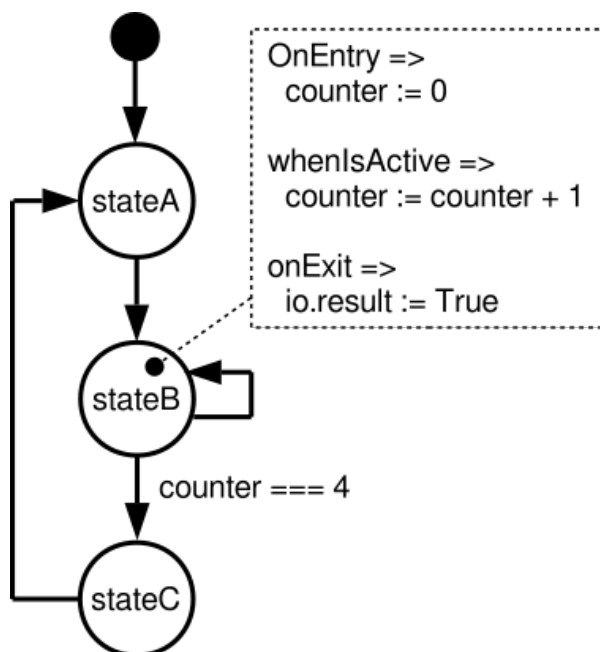 OnEntry =>
counter := 0
whenIsActive =>
counter := counter + 1
onExit =>
io.result := True
stateA
stateB
counter === 4
stateC